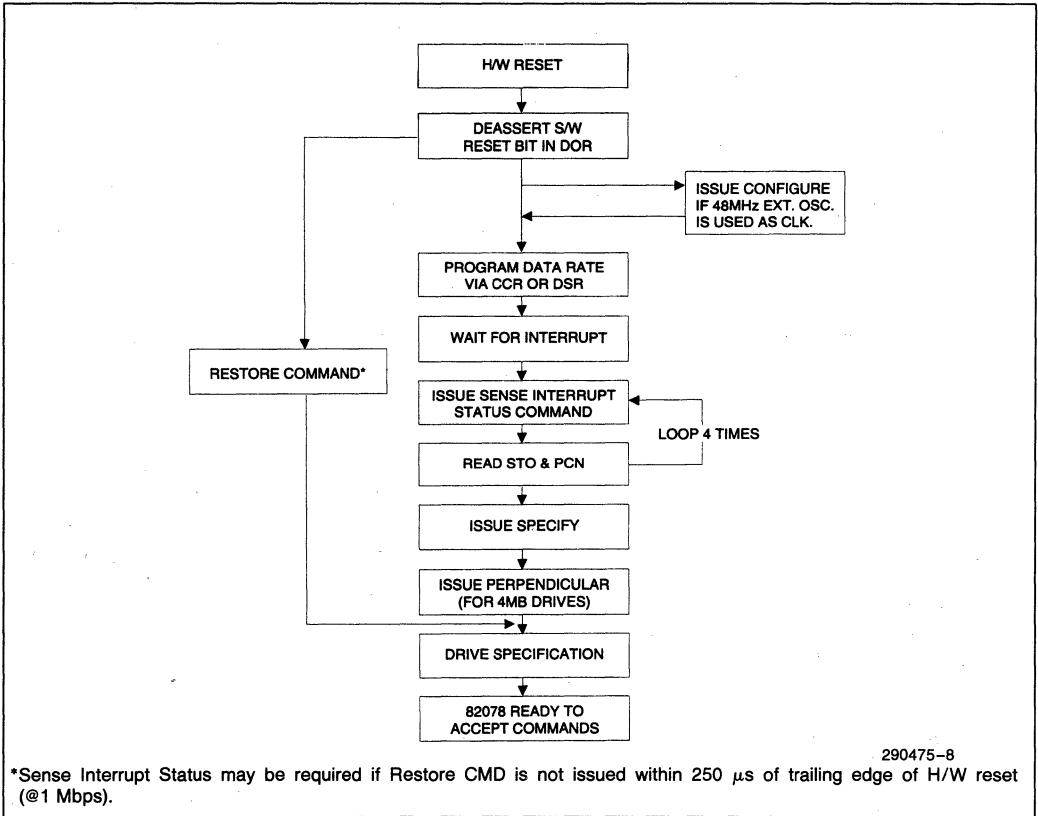 H/W RESET
DEASSERT S/W
RESET BIT IN DOR
ISSUE CONFIGURE
IF 48MHz EXT. OSC.
IS USED AS CLK.
PROGRAM DATA RATE
VIA CCR OR DSR
WAIT FOR INTERRUPT
RESTORE COMMAND*
ISSUE SENSE INTERRUPT
STATUS COMMAND
LOOP 4 TIMES
READ STO & PCN
ISSUE SPECIFY
ISSUE PERPENDICULAR
(FOR 4MB DRIVES)
DRIVE SPECIFICATION
82078 READY TO
ACCEPT COMMANDS
290475-8
*Sense Interrupt Status may be required if Restore CMD is not issued within 250 μs of trailing edge of H/W reset
(@1 Mbps).